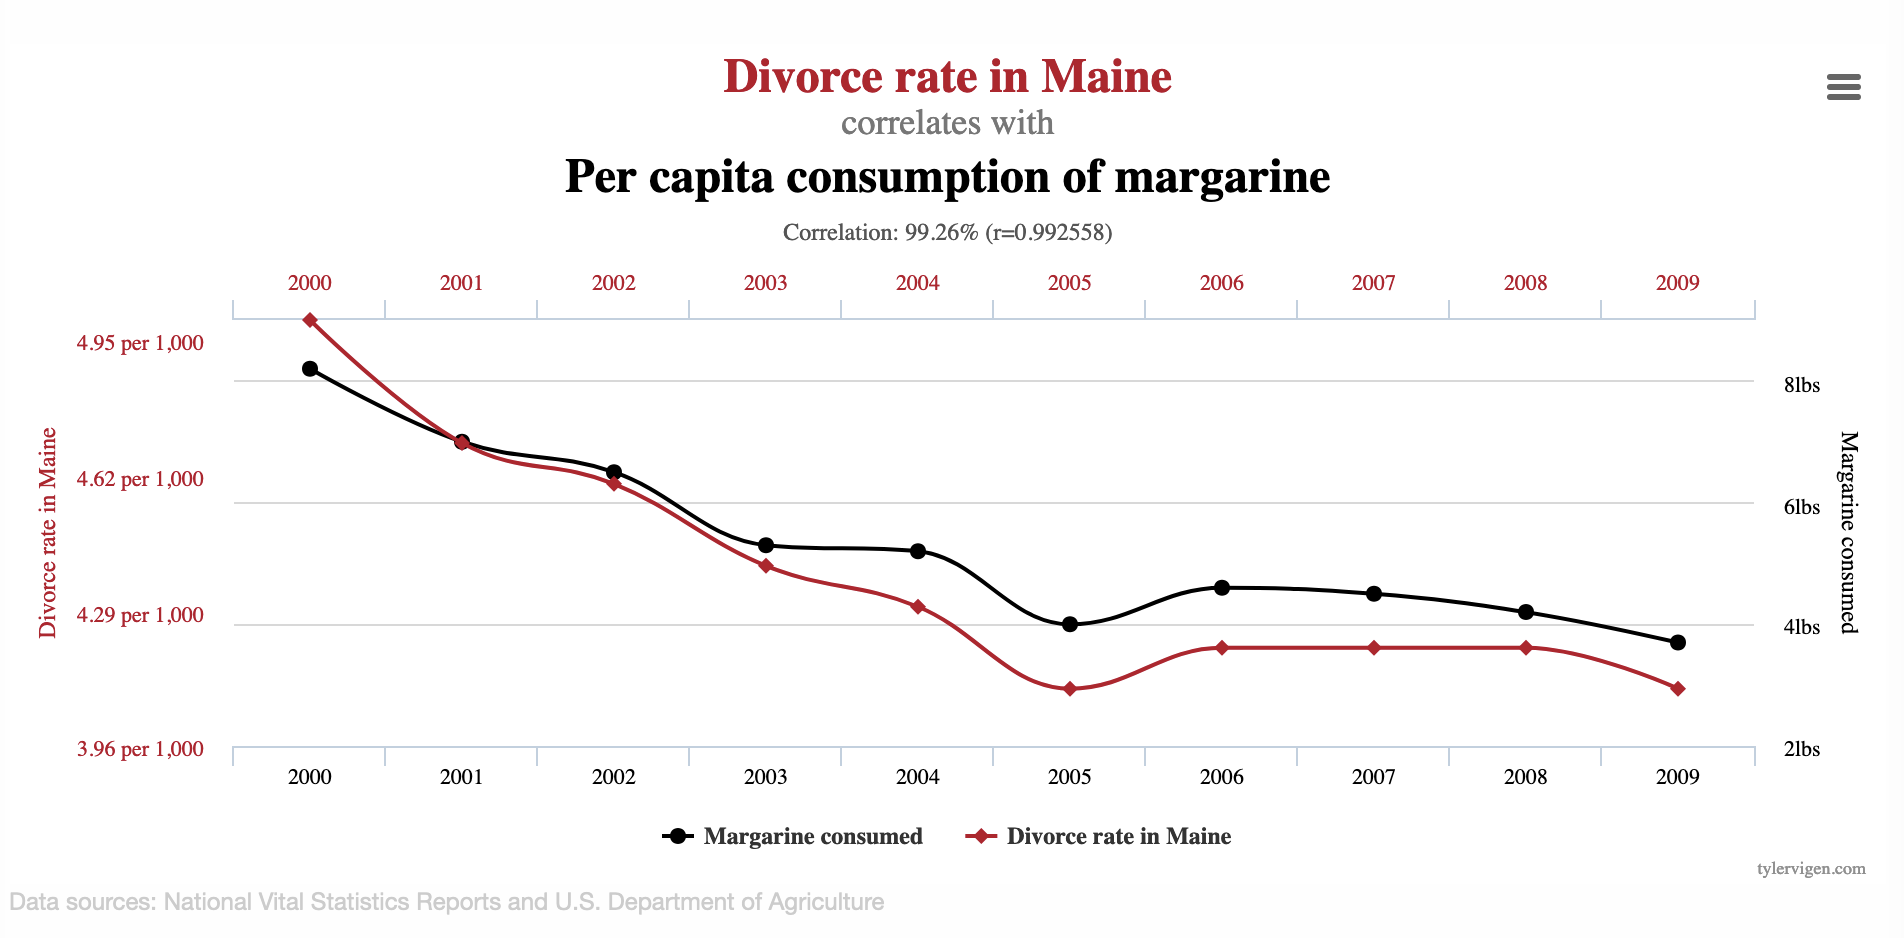 Divorce rate in Maine
correlates with
Per capita consumption of margarine
Correlation: 99.26% (r=0.992558)
2000 2001 2002 2003 2004 2005 2006 2007 2008 2009
4.95 per 1,000
8lbs
4.62 per 1,000
6lbs
Divorce rate in Maine
Margarine consumed
4.29 per 1,000
4lbs
3.96 per 1,000
2lbs
2000 2001 2002 2003 2004 2005 2006 2007 2008 2009
Margarine consumed Divorce rate in Maine
tylervigen.com
Data sources: National Vital Statistics Reports and U.S. Department of Agriculture